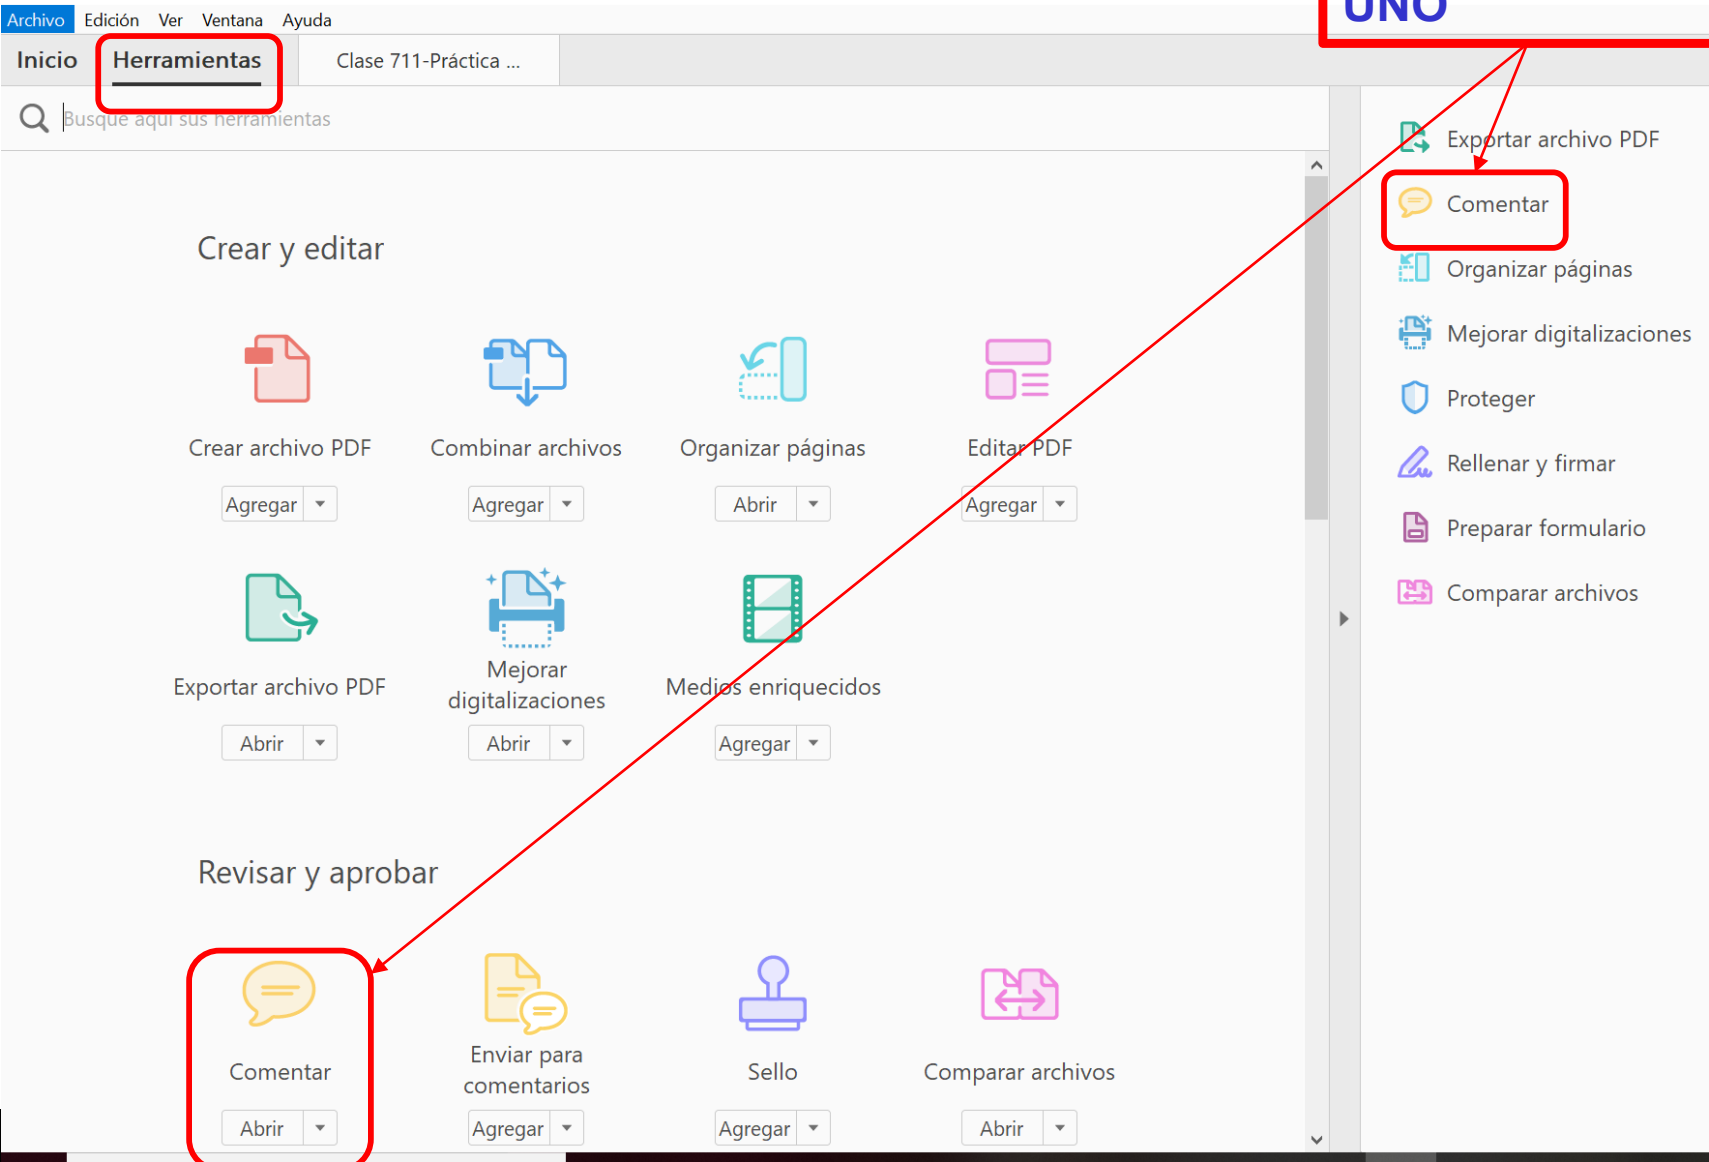 UNO
Archivo Edición Ver Ventana Ayuda
Inicio Herramientas Clase 711-Práctica ...
Busque aquí sus herramientas
Crear y editar
Crear archivo PDF Combinar archivos Organizar páginas Editar PDF
Agregar Agregar Abrir Agregar
Exportar archivo PDF Mejorar digitalizaciones Medios enriquecidos
Abrir Abrir Agregar
Revisar y aprobar
Comentar Enviar para comentarios Sello Comparar archivos
Abrir Agregar Agregar Abrir
Exportar archivo PDF
Comentar
Organizar páginas
Mejorar digitalizaciones
Proteger
Rellenar y firmar
Preparar formulario
Comparar archivos